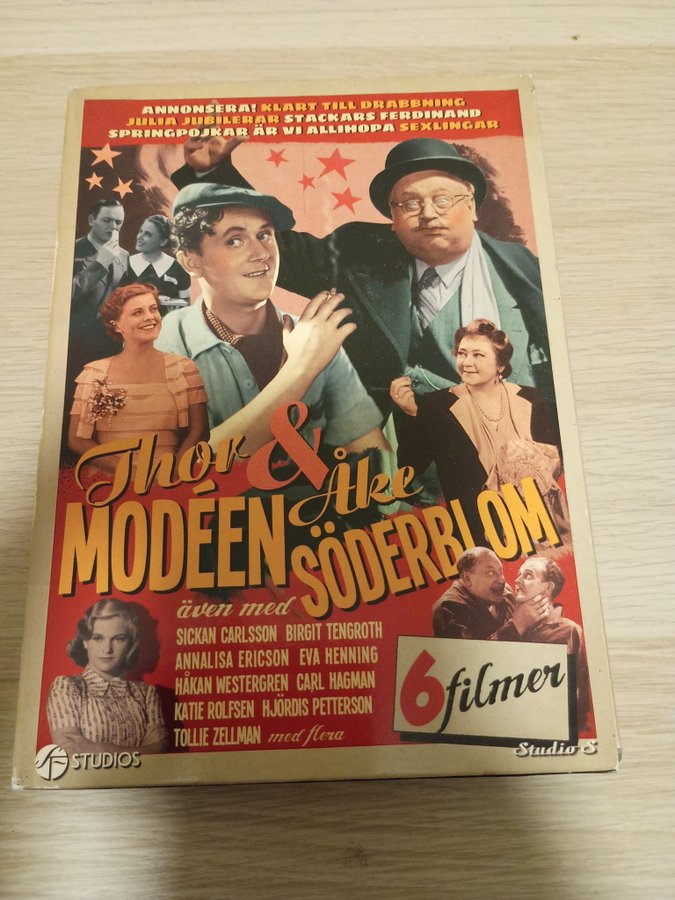 ANNONSERA! KLART TILL DRABBNING
JULIA JUBILERAR STACKARS FERDINAND
SPRINGPOJKAR ÄR VI ALLIHOPA SEXLINGAR
Thor & Åke
MODÉEN SÖDERBLOM
även med
SICKAN CARLSSON BIRGIT TENGROTH
ANNALISA ERICSON EVA HENNING
HÅKAN WESTERGREN CARL HAGMAN
KATIE ROLFSEN HJÖRDIS PETTERSON
TOLLIE ZELLMAN med flera
6 filmer
SF STUDIOS
Studio S